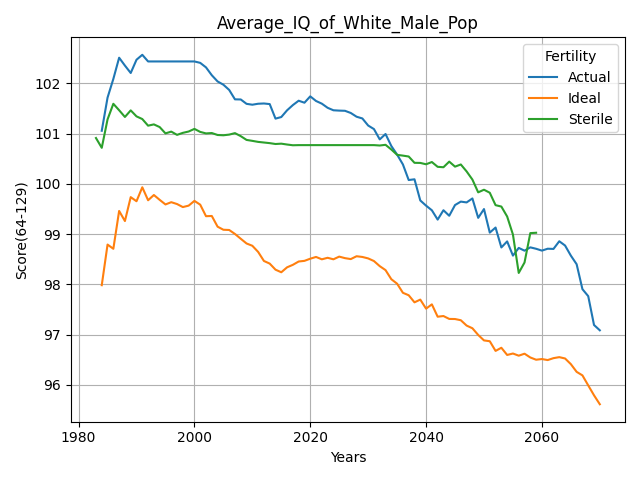 Average_IQ_of_White_Male_Pop
Fertility
Actual
Ideal
Sterile
Score(64-129)
102
101
100
99
98
97
96
1980
2000
2020
2040
2060
Years